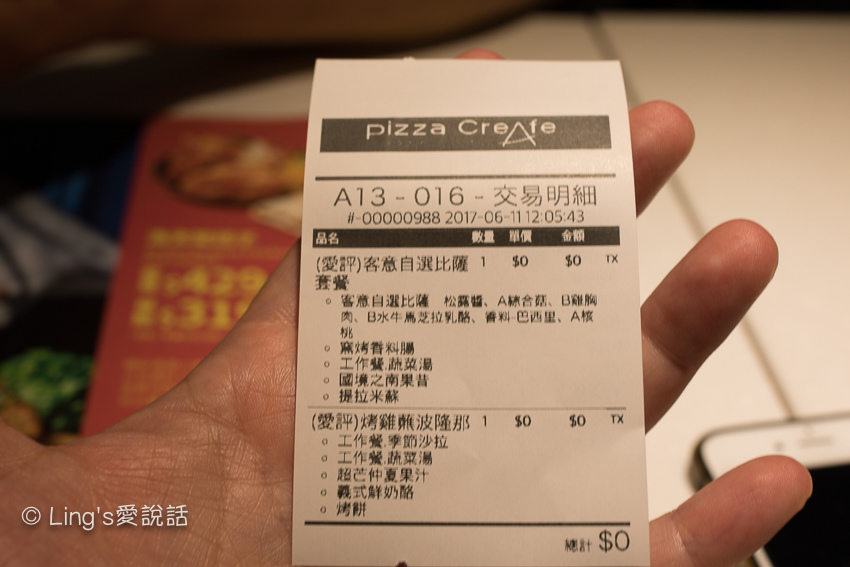 pizza CreAfe
A13 - 016 - 交易明細
#-00000988 2017-06-11 12:05:43
品名 數量 單價 金額
(愛評)客意自選比薩 1 $0 $0 TX
套餐
客意自選比薩 松露醬、A綜合菇、B雞胸
肉、B水牛馬芝拉乳酪、香料-巴西里、A核
桃
窯烤香料腸
工作餐.蔬菜湯
國境之南果昔
提拉米蘇
(愛評)烤雞蘸波隆那 1 $0 $0 TX
工作餐.季節沙拉
工作餐.蔬菜湯
超芒仲夏果汁
義式鮮奶酪
烤餅
總計 $0
© Ling's愛說話